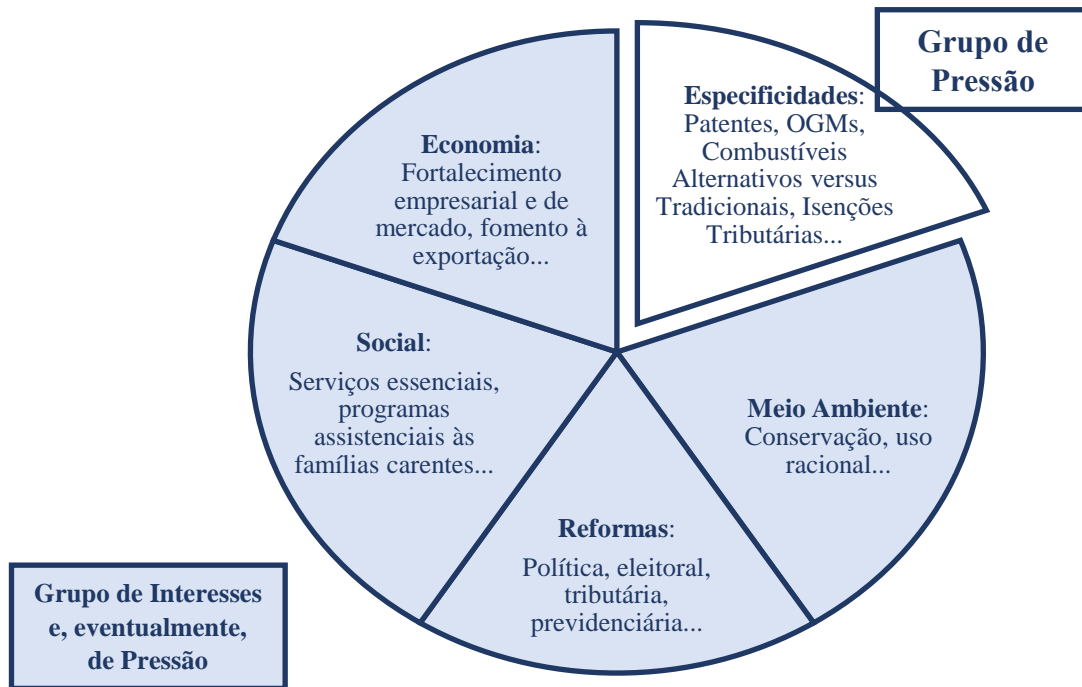 Grupo de
Pressão
Especificidades:
Patentes, OGMs,
Combustíveis
Alternativos versus
Tradicionais, Isenções
Tributárias...
Economia:
Fortalecimento
empresarial e de
mercado, fomento à
exportação...
Social:
Serviços essenciais,
programas
assistenciais às
famílias carentes...
Meio Ambiente:
Conservação, uso
racional...
Reformas:
Política, eleitoral,
tributária,
previdenciária...
Grupo de Interesses
e, eventualmente,
de Pressão